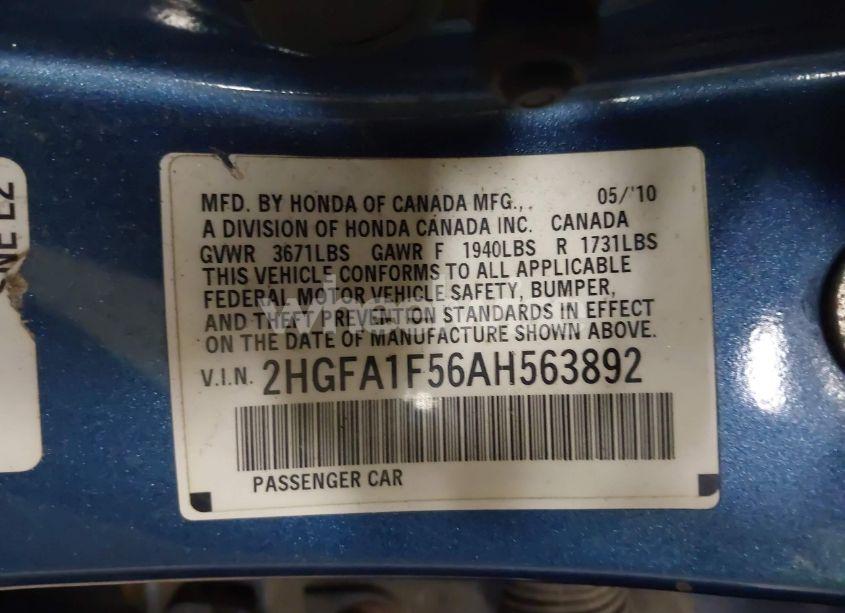 MFD. BY HONDA OF CANADA MFG., 05/'10
A DIVISION OF HONDA CANADA INC. CANADA
GVWR 3671LBS GAWR F 1940LBS R 1731LBS
THIS VEHICLE CONFORMS TO ALL APPLICABLE
FEDERAL MOTOR VEHICLE SAFETY, BUMPER,
AND THEFT PREVENTION STANDARDS IN EFFECT
ON THE DATE OF MANUFACTURE SHOWN ABOVE.
V.I.N. 2HGFA1F56AH563892
PASSENGER CAR